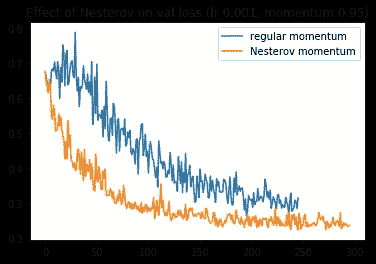 Effect of Nesterov on val loss (lr 0.001, momentum 0.95)
regular momentum
Nesterov momentum
0.8
0.7
0.6
0.5
0.4
0.3
0.2
0 50 100 150 200 250 300